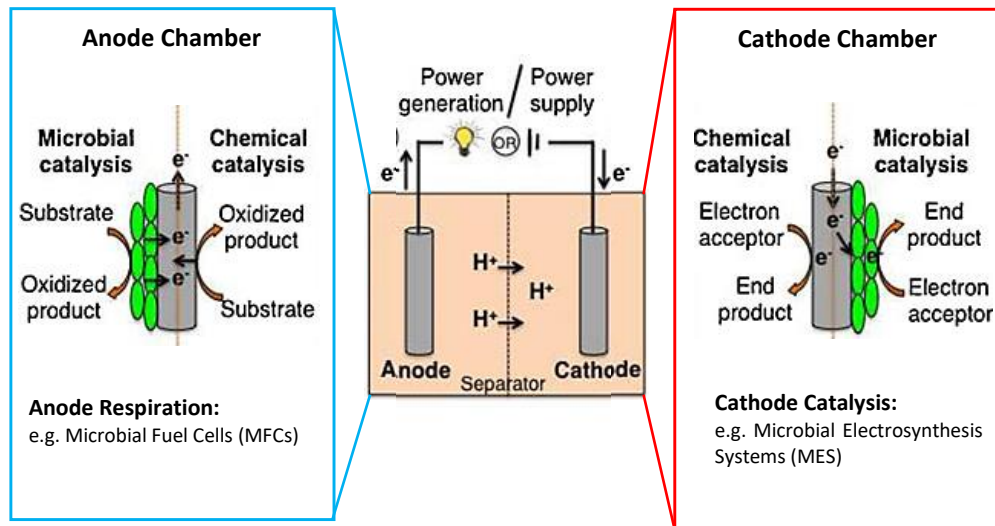 Anode Chamber
Microbial
catalysis
Chemical
catalysis
e-
Substrate
Oxidized
product
e-
e-
Oxidized
product
Substrate
Anode Respiration:
e.g. Microbial Fuel Cells (MFCs)
Power
generation
/
Power
supply
OR
e-
e-
H+
H+
H+
Anode
Cathode
Separator
Cathode Chamber
Chemical
catalysis
Microbial
catalysis
e-
Electron
acceptor
e-
End
product
e-
e-
End
product
Electron
acceptor
Cathode Catalysis:
e.g. Microbial Electrosynthesis
Systems (MES)